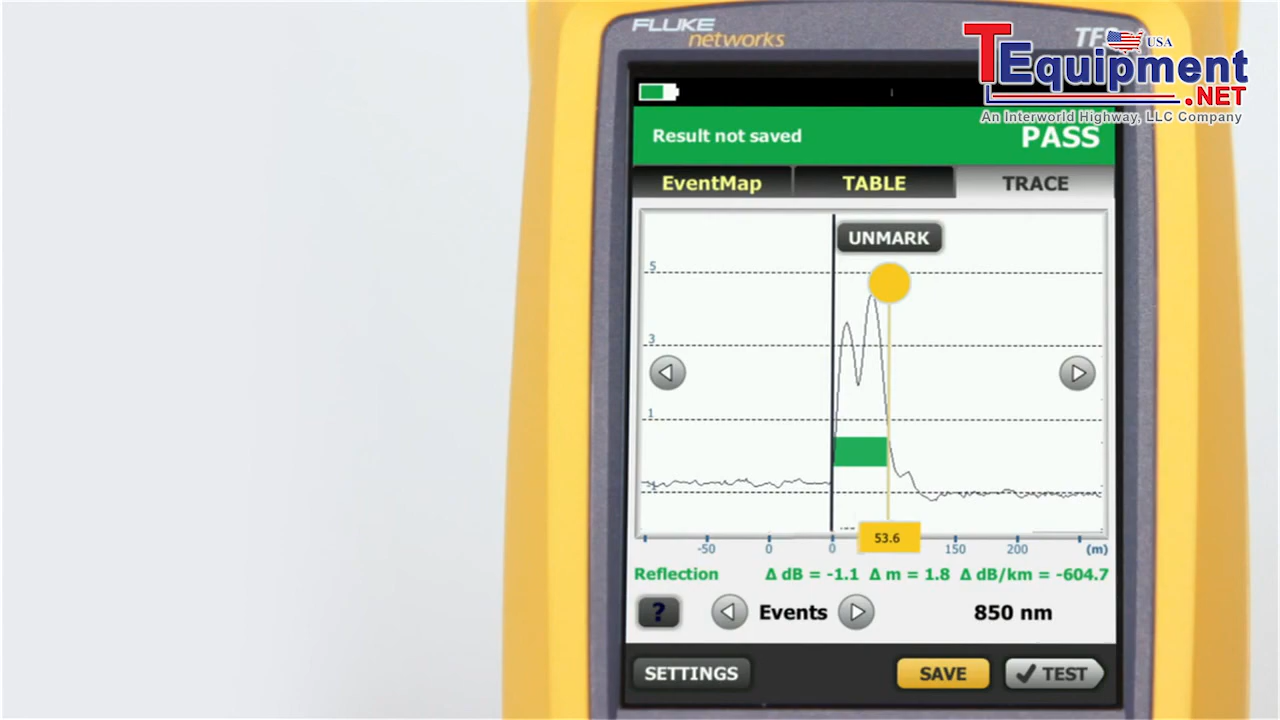 FLUKE
networks
USA
TEquipment
.NET
An Interworld Highway, LLC Company
Result not saved
PASS
EventMap
TABLE
TRACE
UNMARK
5
3
1
-1
53.6
-50
0
0
150
200
(m)
Reflection
Δ dB = -1.1 Δ m = 1.8 Δ dB/km = -604.7
?
Events
850 nm
SETTINGS
SAVE
TEST